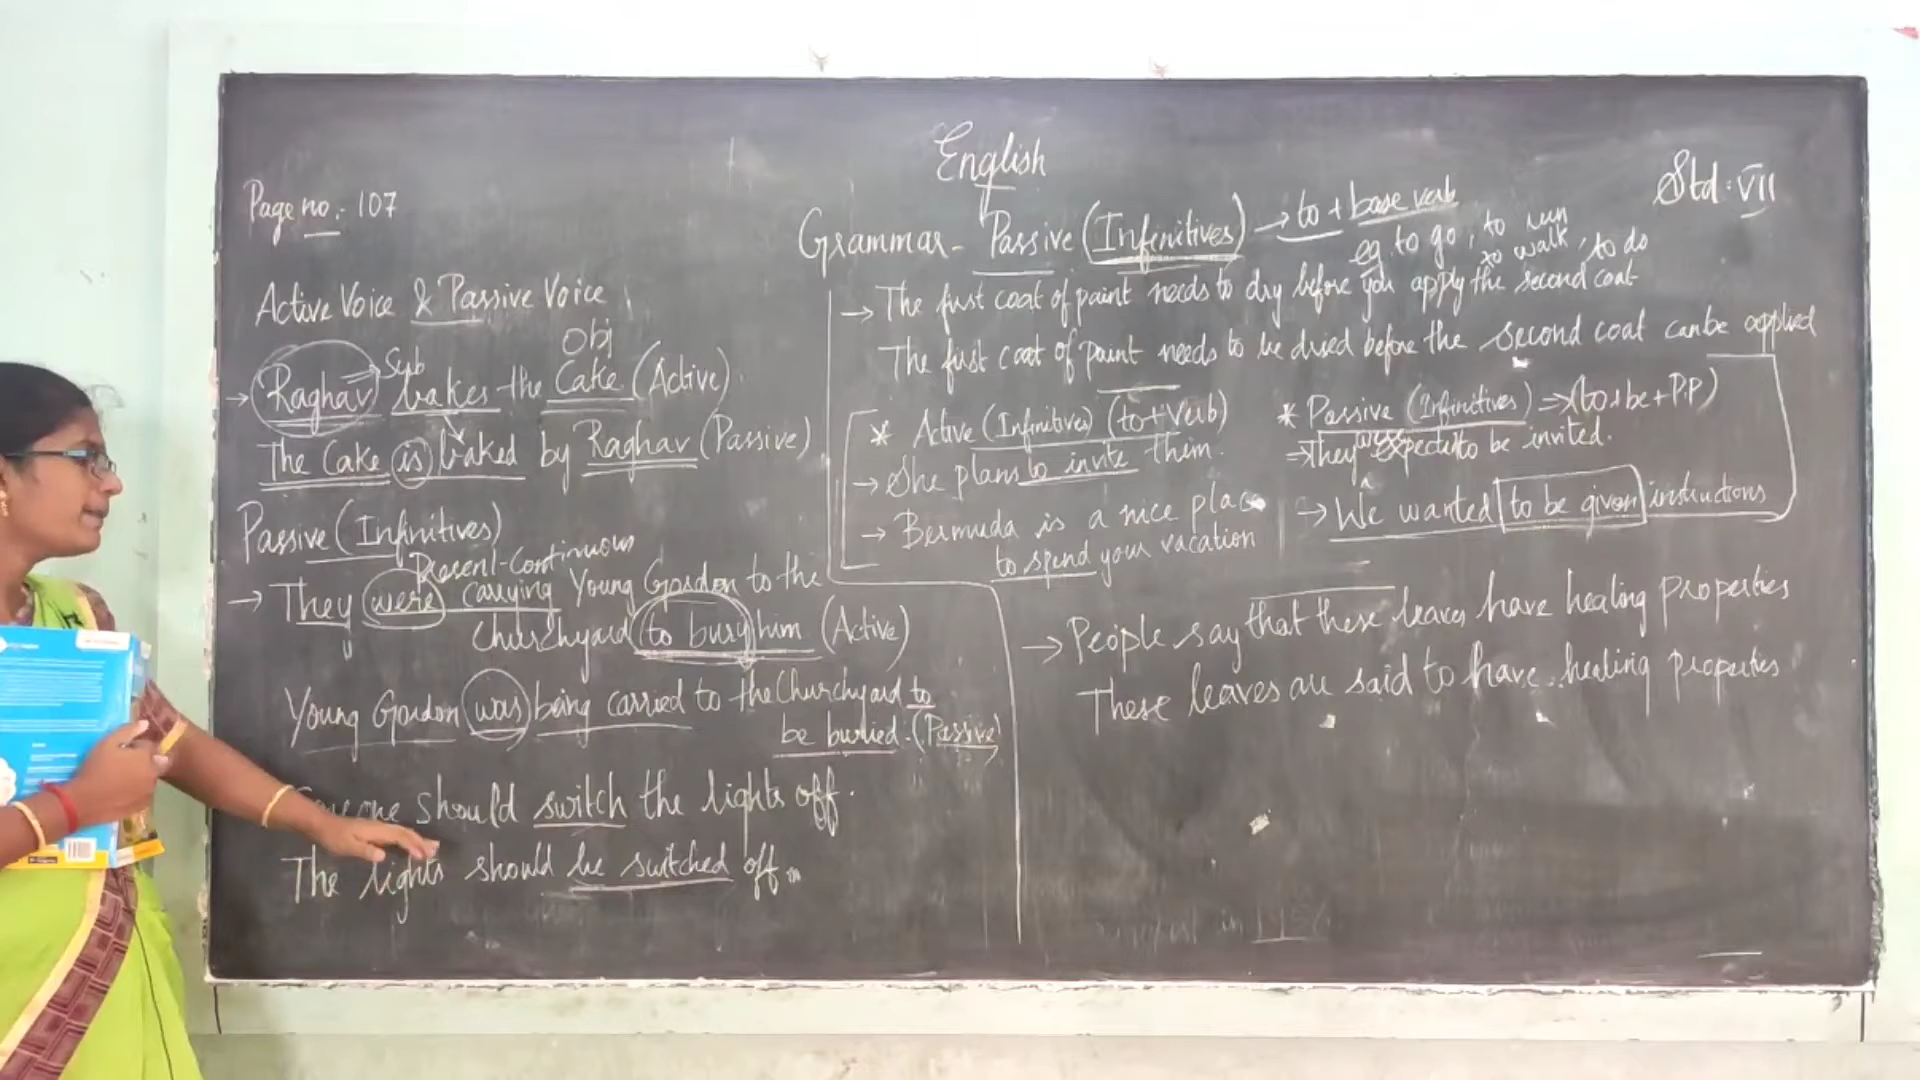 English
Std: VII
Page no.- 107
Grammar- Passive (Infinitives) → to + base verb
eg. to go, to run
to walk, to do
Active Voice & Passive Voice
Sub
Obj
→ Raghav bakes the Cake (Active)
The Cake is baked by Raghav (Passive)
Passive (Infinitives)
Present-Continuous
→ They were carrying Young Gordon to the
Churchyard to bury him (Active)
Young Gordon was being carried to the Churchyard to
be buried. (Passive)
should switch the lights off.
The lights should be switched off
→ The first coat of paint needs to dry before you apply the second coat
The first coat of paint needs to be dried before the second coat canbe applied
* Active (Infinitives) (to+Verb)
→ She plans to invite them.
→ Bermuda is a nice place
to spend your vacation
* Passive (Infinitives) ⇒ (to+be+P.P)
⇒ They were to be invited.
→ We wanted to be given instructions
→ People say that these leaves have healing properties
These leaves are said to have healing properties